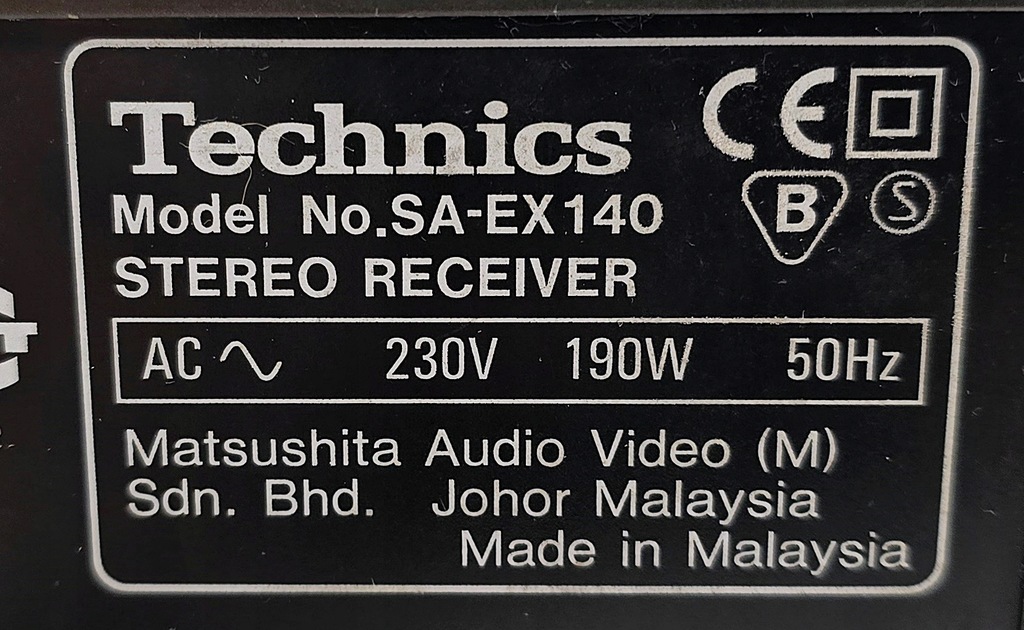 Technics
CE
Model No.SA-EX140
B S
STEREO RECEIVER
AC 230V 190W 50Hz
Matsushita Audio Video (M)
Sdn. Bhd. Johor Malaysia
Made in Malaysia